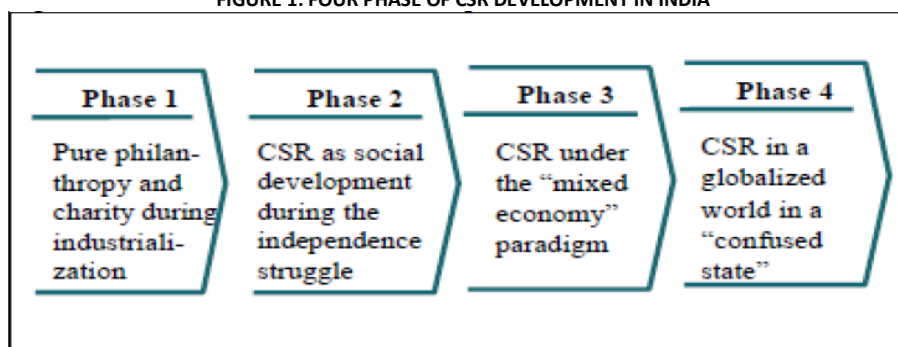 FIGURE 1: FOUR PHASE OF CSR DEVELOPMENT IN INDIA
Phase 1
Pure philan-
thropy and
charity during
industriali-
zation
Phase 2
CSR as social
development
during the
independence
struggle
Phase 3
CSR under
the “mixed
economy”
paradigm
Phase 4
CSR in a
globalized
world in a
“confused
state”